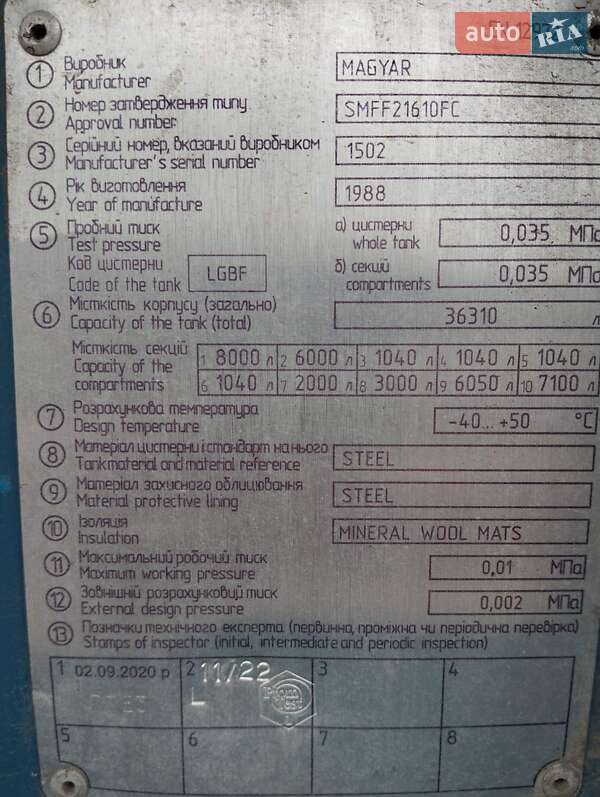 auto RIA .com
1 Виробник MAGYAR
Manufacturer
2 Номер затвердження типу SMFF21610FC
Approval number
3 Серійний номер, вказаний виробником 1502
Manufacturer's serial number
4 Рік виготовлення 1988
Year of manufacture
5 Пробний тиск а) цистерни 0,035 МПа
Test pressure whole tank
Код цистерни LGBF б) секцій 0,035 МПа
Code of the tank compartments
6 Місткість корпусу (загально) 36310 л
Capacity of the tank (total)
Місткість секцій 1 8000 л 2 6000 л 3 1040 л 4 1040 л 5 1040 л
Capacity of the
compartments 6 1040 л 7 2000 л 8 3000 л 9 6050 л 10 7100 л
7 Розрахункова температура -40...+50 °C
Design temperature
8 Матеріал цистерни і стандарт на нього STEEL
Tank material and material reference
9 Матеріал захисного облицювання STEEL
Material protective lining
10 Ізоляція MINERAL WOOL MATS
Insulation
11 Максимальний робочий тиск 0,01 МПа
Maximum working pressure
12 Зовнішній розрахунковий тиск 0,002 МПа
External design pressure
13 Позначки технічного експерта (первинна, проміжна чи періодична перевірка)
Stamps of inspector (initial, intermediate and periodic inspection)
1 02.09.2020 р 2 11/22 3 4
L
5 6 7 8